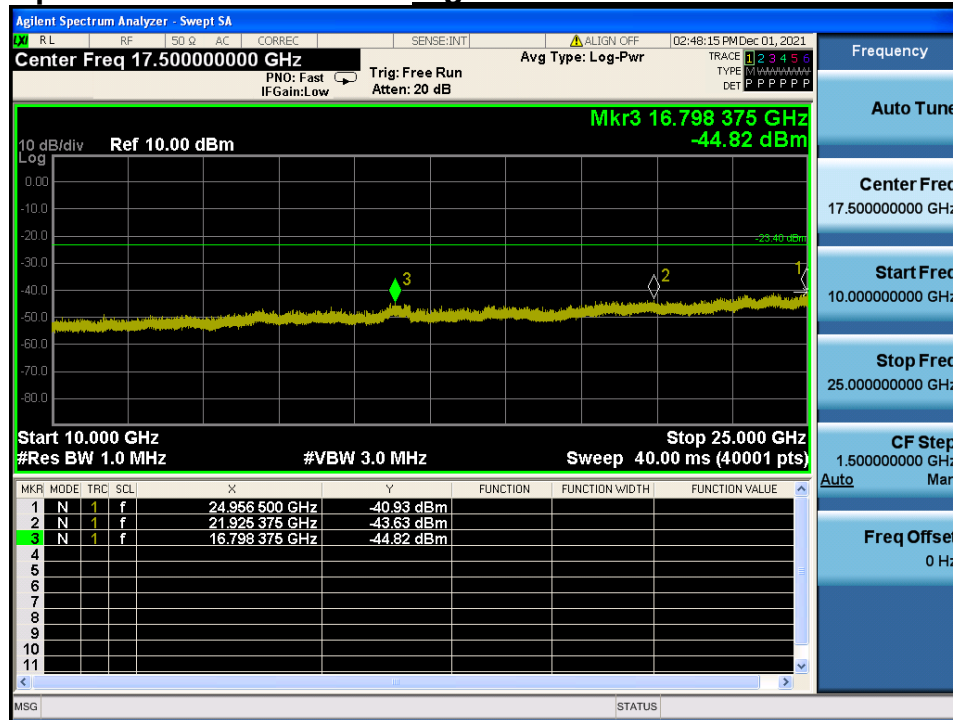 Agilent Spectrum Analyzer - Swept SA
LXI RL RF 50 Ω AC CORREC SENSE:INT ALIGN OFF 02:48:15 PM Dec 01, 2021
Center Freq 17.500000000 GHz
PNO: Fast
IFGain:Low
Trig: Free Run
Atten: 20 dB
Avg Type: Log-Pwr
TRACE 1 2 3 4 5 6
TYPE M
DET P P P P P P
Mkr3 16.798 375 GHz
-44.82 dBm
10 dB/div Ref 10.00 dBm
Log
0.00
-10.0
-20.0
-30.0
-40.0
-50.0
-60.0
-70.0
-80.0
-23.40 dBm
3
2
1
Start 10.000 GHz Stop 25.000 GHz
#Res BW 1.0 MHz #VBW 3.0 MHz Sweep 40.00 ms (40001 pts)
MKR MODE TRC SCL X Y FUNCTION FUNCTION WIDTH FUNCTION VALUE
1 N 1 f 24.956 500 GHz -40.93 dBm
2 N 1 f 21.925 375 GHz -43.63 dBm
3 N 1 f 16.798 375 GHz -44.82 dBm
4
5
6
7
8
9
10
11
MSG STATUS
Frequency
Auto Tune
Center Freq
17.500000000 GHz
Start Freq
10.000000000 GHz
Stop Freq
25.000000000 GHz
CF Step
1.500000000 GHz
Auto Man
Freq Offset
0 Hz